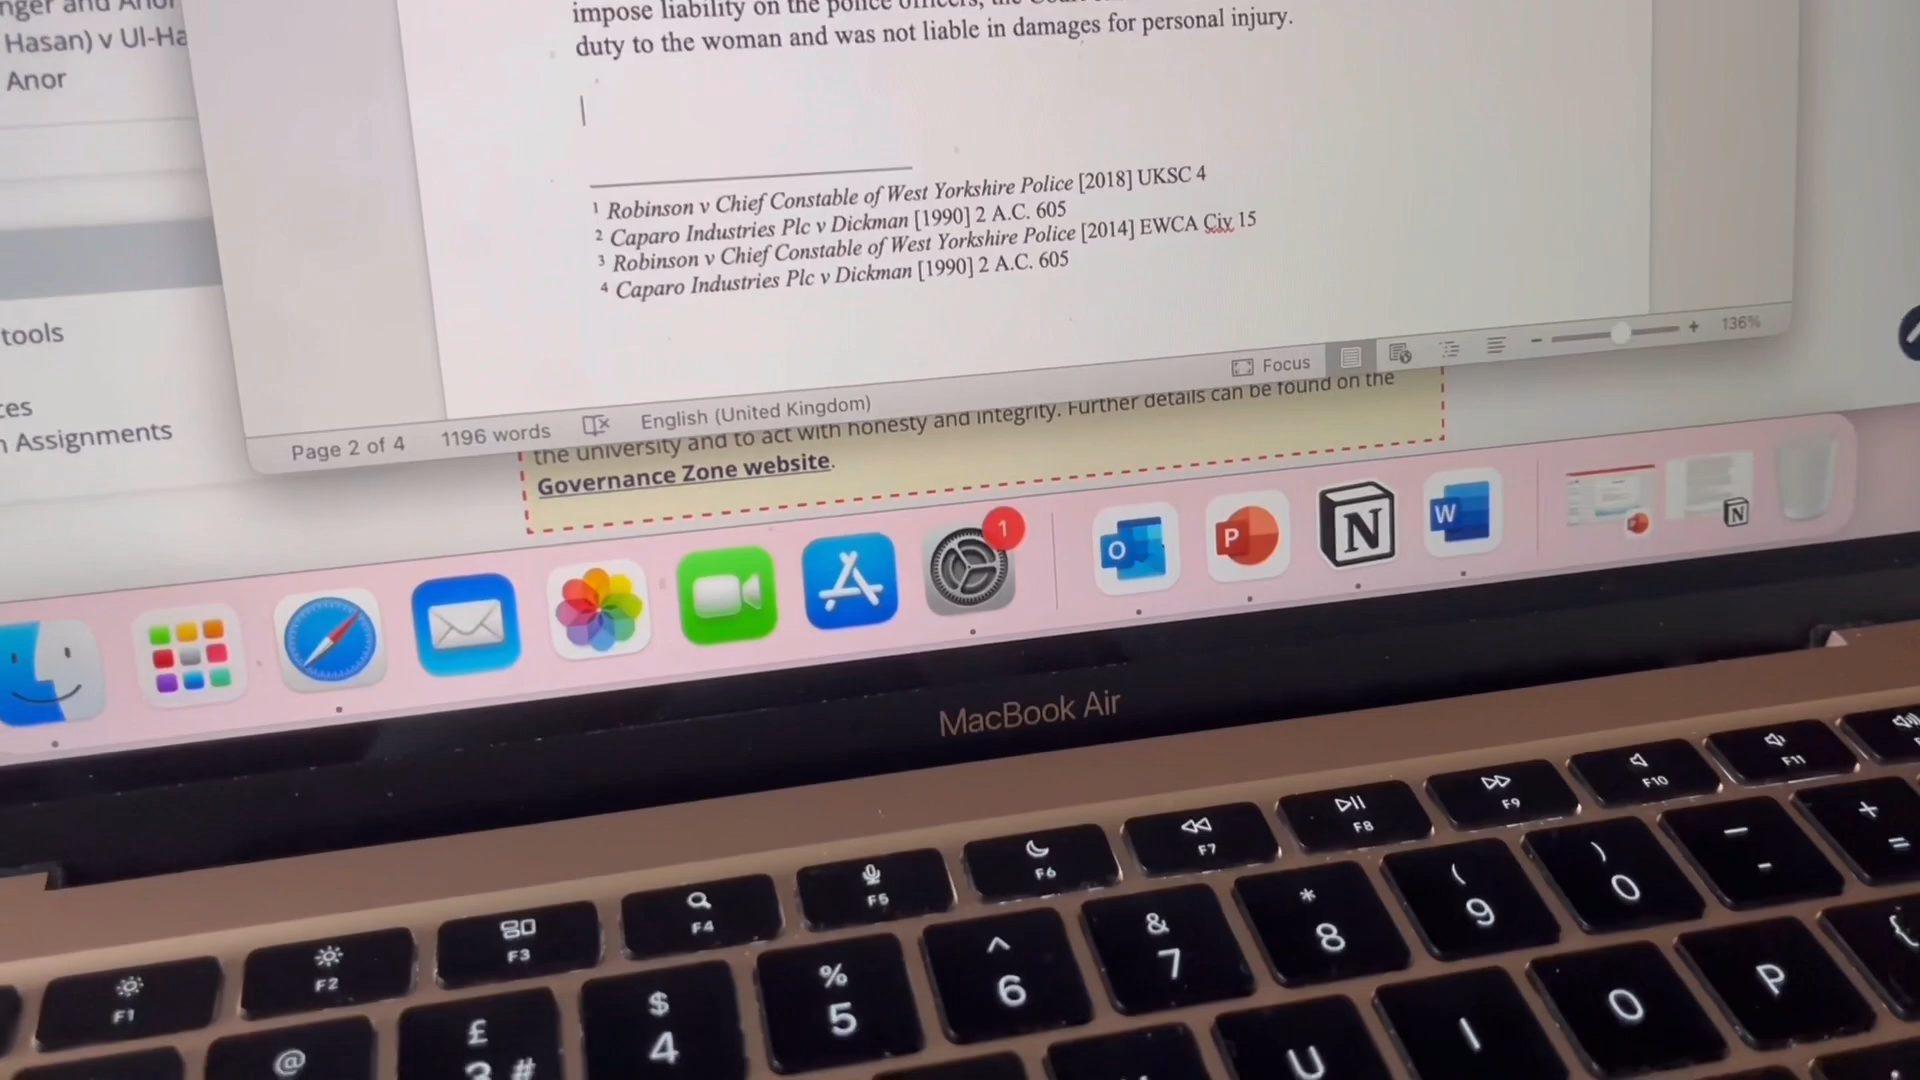 Hasan) v Ul-Ha
Anor
tools
Assignments
impose liability on the police officers, the
duty to the woman and was not liable in damages for personal injury.
1 Robinson v Chief Constable of West Yorkshire Police [2018] UKSC 4
2 Caparo Industries Plc v Dickman [1990] 2 A.C. 605
3 Robinson v Chief Constable of West Yorkshire Police [2014] EWCA Civ 15
4 Caparo Industries Plc v Dickman [1990] 2 A.C. 605
Page 2 of 4 1196 words English (United Kingdom) Focus - + 136%
the university and to act with honesty and integrity. Further details can be found on the
Governance Zone website.
1
O P N W
N
MacBook Air
F1 F2 F3 F4 F5 F6 F7 F8 F9 F10 F11
@ £ 3 # $ 4 % 5 ^ 6 & 7 * 8 ( 9 ) 0 _ - + =
U I O P {